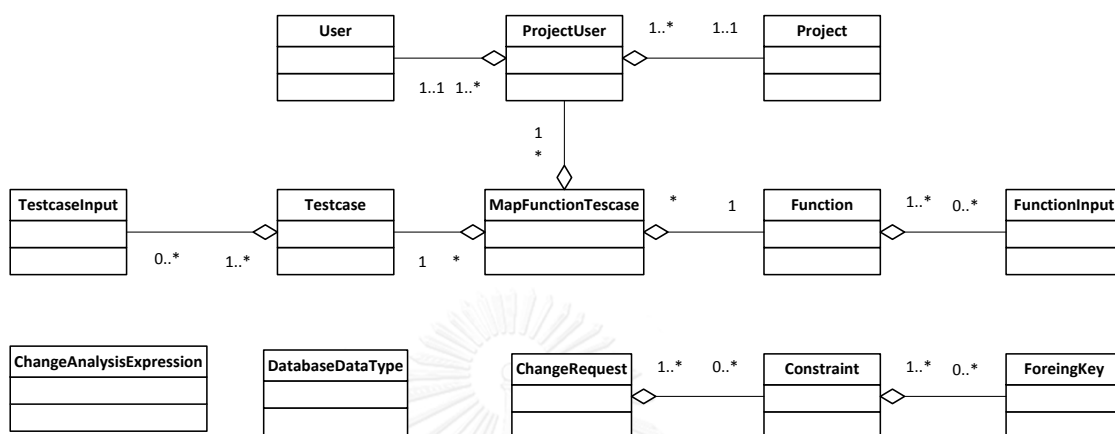 User
ProjectUser
1..* 1..1
Project
1..1 1..*
1
*
TestcaseInput
Testcase
MapFunctionTescase
* 1
Function
1..* 0..*
FunctionInput
0..* 1..*
1 *
ChangeAnalysisExpression
DatabaseDataType
ChangeRequest
1..* 0..*
Constraint
1..* 0..*
ForeingKey